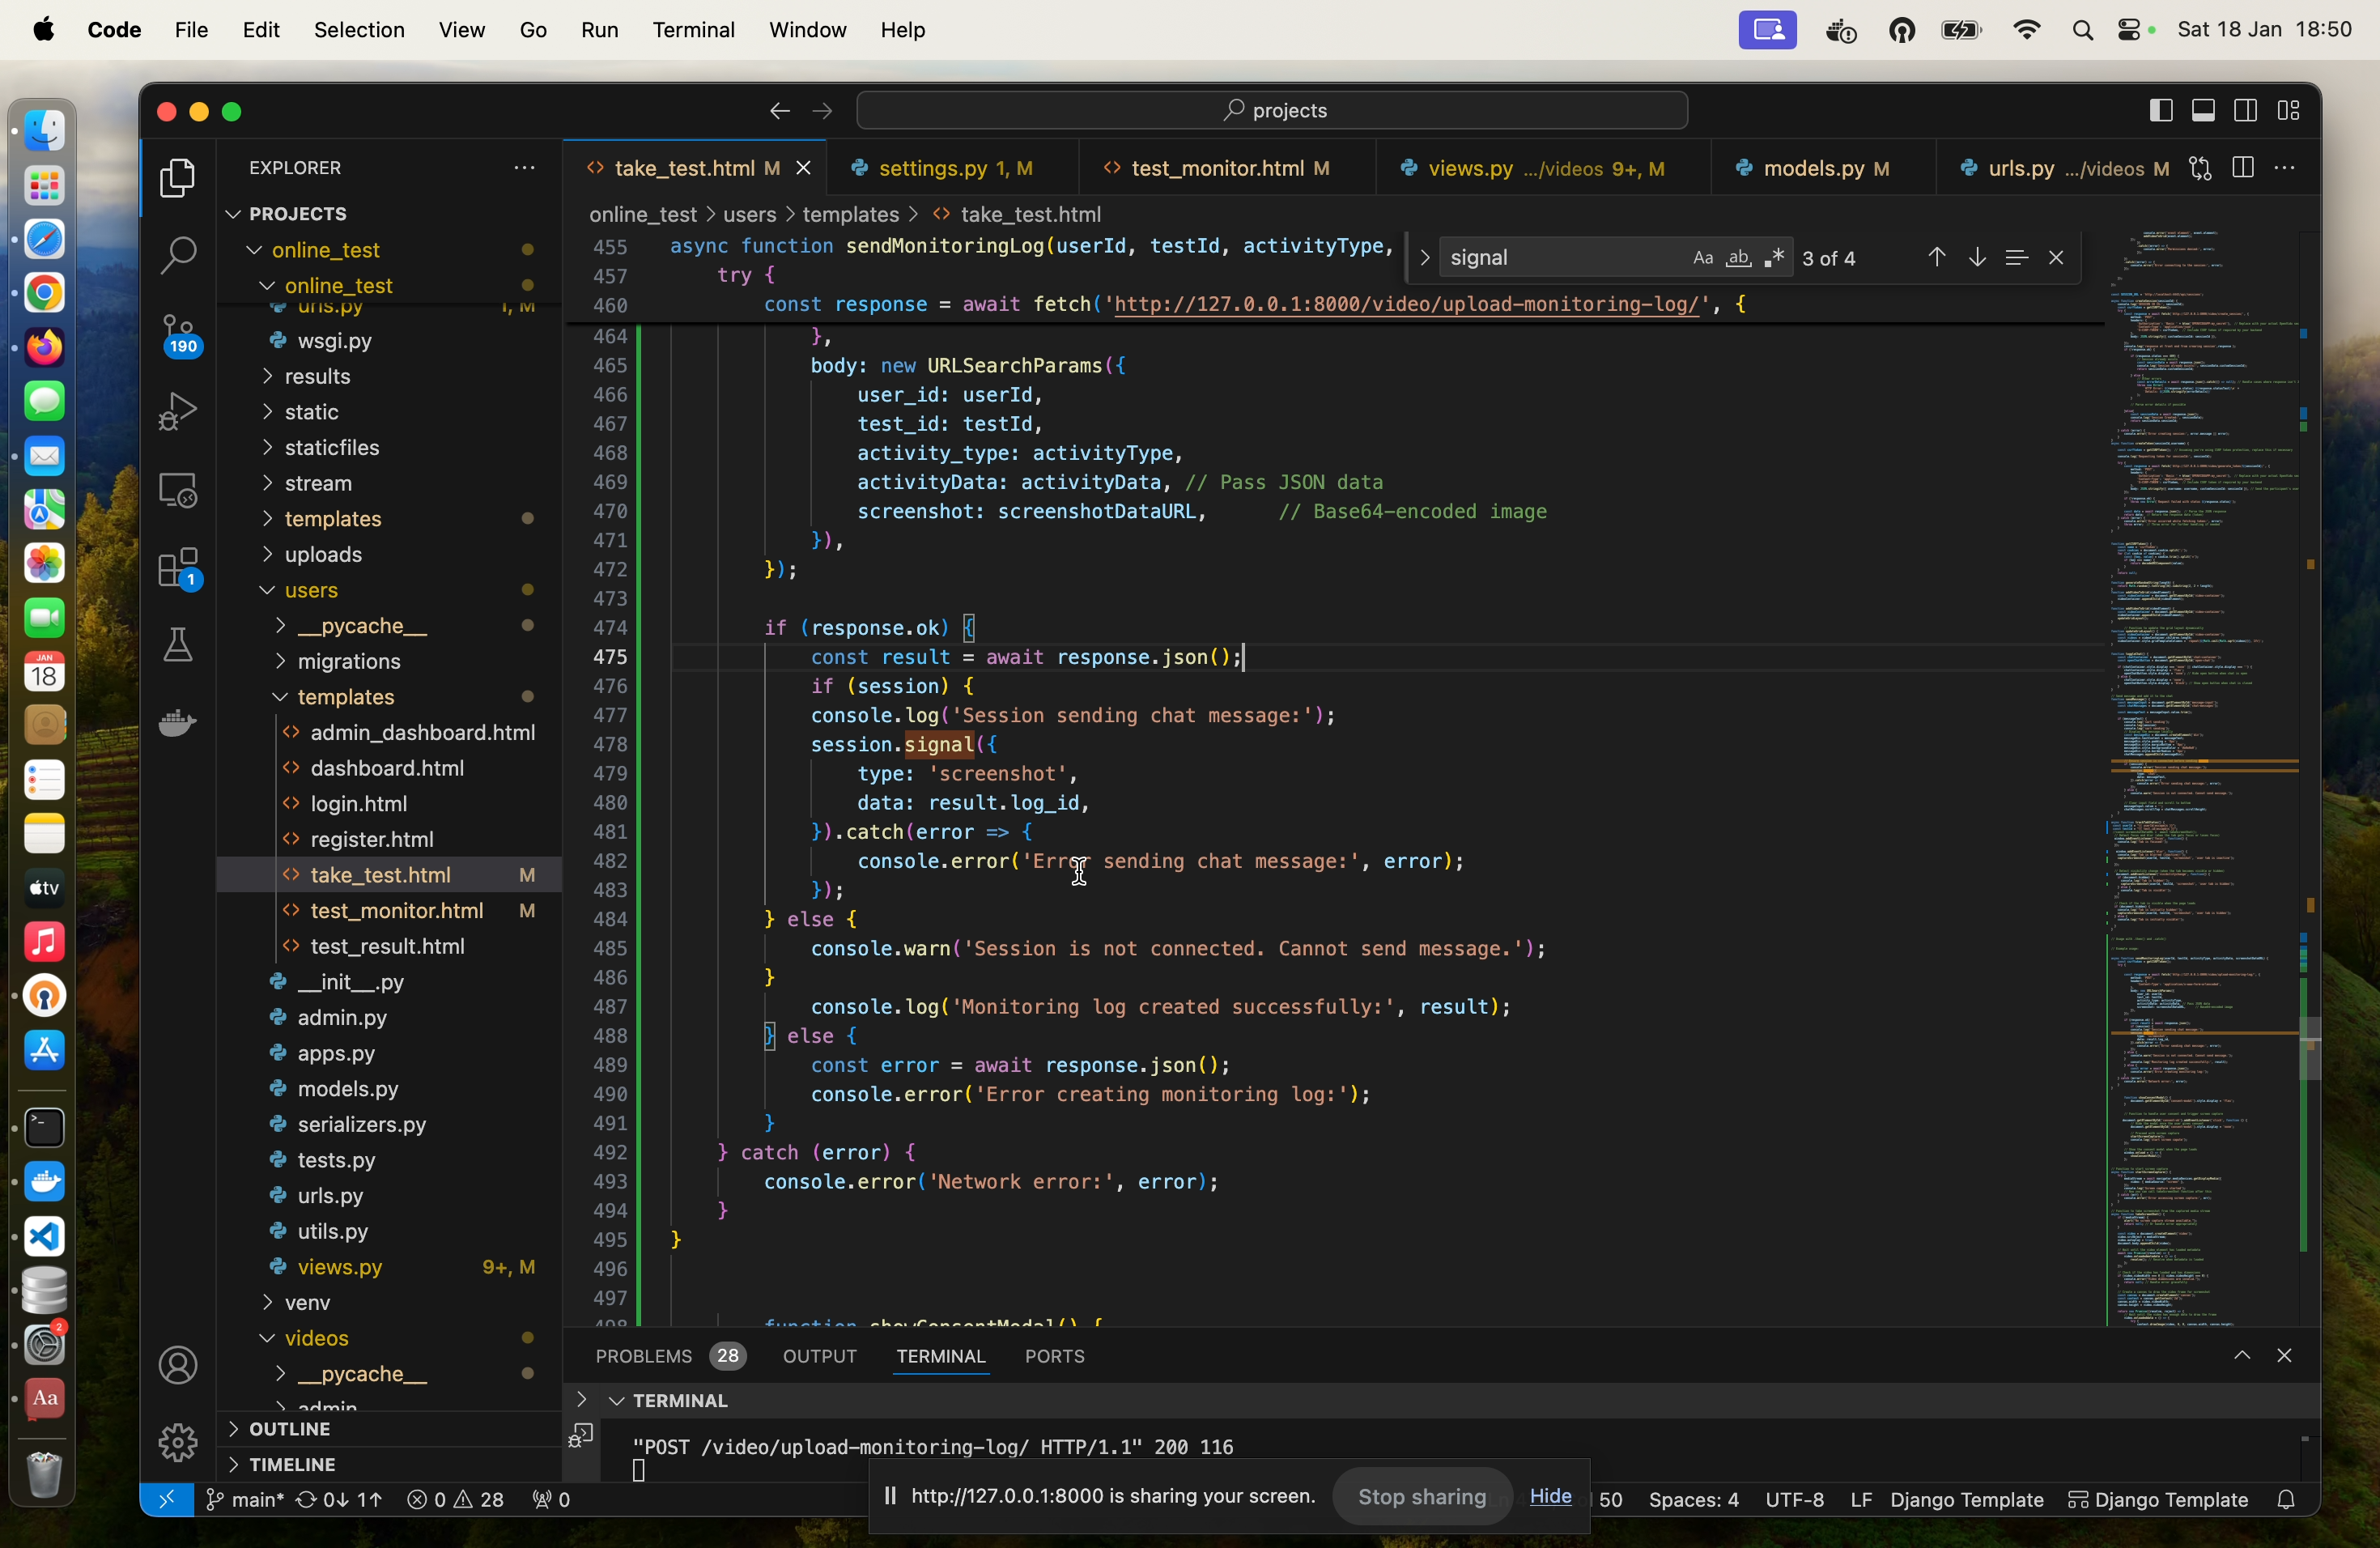 Code File Edit Selection View Go Run Terminal Window Help Sat 18 Jan 18:50
projects
EXPLORER
PROJECTS
online_test
online_test
urls.py 1, M
wsgi.py
results
static
staticfiles
stream
templates
uploads
users
__pycache__
migrations
templates
admin_dashboard.html
dashboard.html
login.html
register.html
take_test.html M
test_monitor.html M
test_result.html
__init__.py
admin.py
apps.py
models.py
serializers.py
tests.py
urls.py
utils.py
views.py 9+, M
venv
videos
__pycache__
admin
OUTLINE
TIMELINE
190
1
JAN
18
tv
2
Aa
take_test.html M settings.py 1, M test_monitor.html M views.py .../videos 9+, M models.py M urls.py .../videos M
online_test > users > templates > take_test.html
signal Aa ab 3 of 4
455 async function sendMonitoringLog(userId, testId, activityType,
457 try {
460 const response = await fetch('http://127.0.0.1:8000/video/upload-monitoring-log/', {
464 },
465 body: new URLSearchParams({
466 user_id: userId,
467 test_id: testId,
468 activity_type: activityType,
469 activityData: activityData, // Pass JSON data
470 screenshot: screenshotDataURL, // Base64-encoded image
471 }),
472 });
473
474 if (response.ok) {
475 const result = await response.json();
476 if (session) {
477 console.log('Session sending chat message:');
478 session.signal({
479 type: 'screenshot',
480 data: result.log_id,
481 }).catch(error => {
482 console.error('Error sending chat message:', error);
483 });
484 } else {
485 console.warn('Session is not connected. Cannot send message.');
486 }
487 console.log('Monitoring log created successfully:', result);
488 } else {
489 const error = await response.json();
490 console.error('Error creating monitoring log:');
491 }
492 } catch (error) {
493 console.error('Network error:', error);
494 }
495 }
496
497
498 function showConsentModal() {
PROBLEMS 28 OUTPUT TERMINAL PORTS
TERMINAL
"POST /video/upload-monitoring-log/ HTTP/1.1" 200 116
http://127.0.0.1:8000 is sharing your screen. Stop sharing Hide
main* 0↓ 1↑ 0 28 0 50 Spaces: 4 UTF-8 LF Django Template Django Template